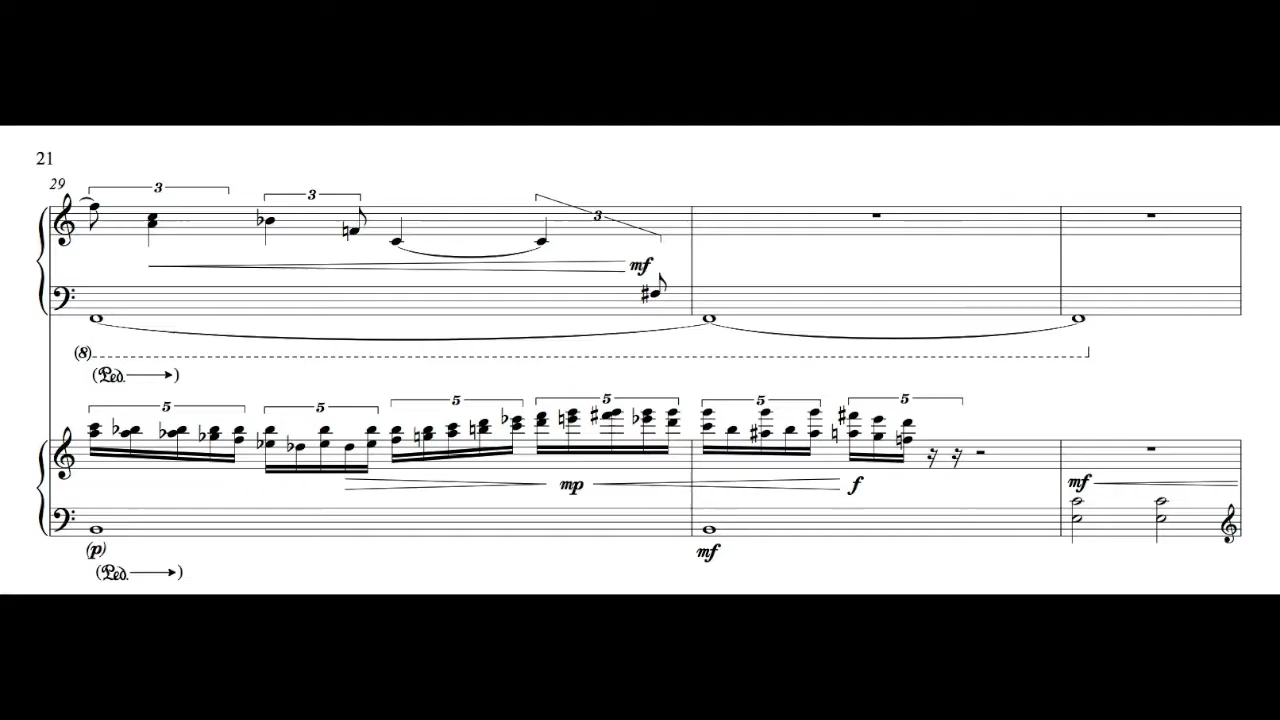 21
29 3 3 3
mf
(8)
(Ped.)
5 5 5 5 5 5
mp f mf
(p) mf
(Ped.)